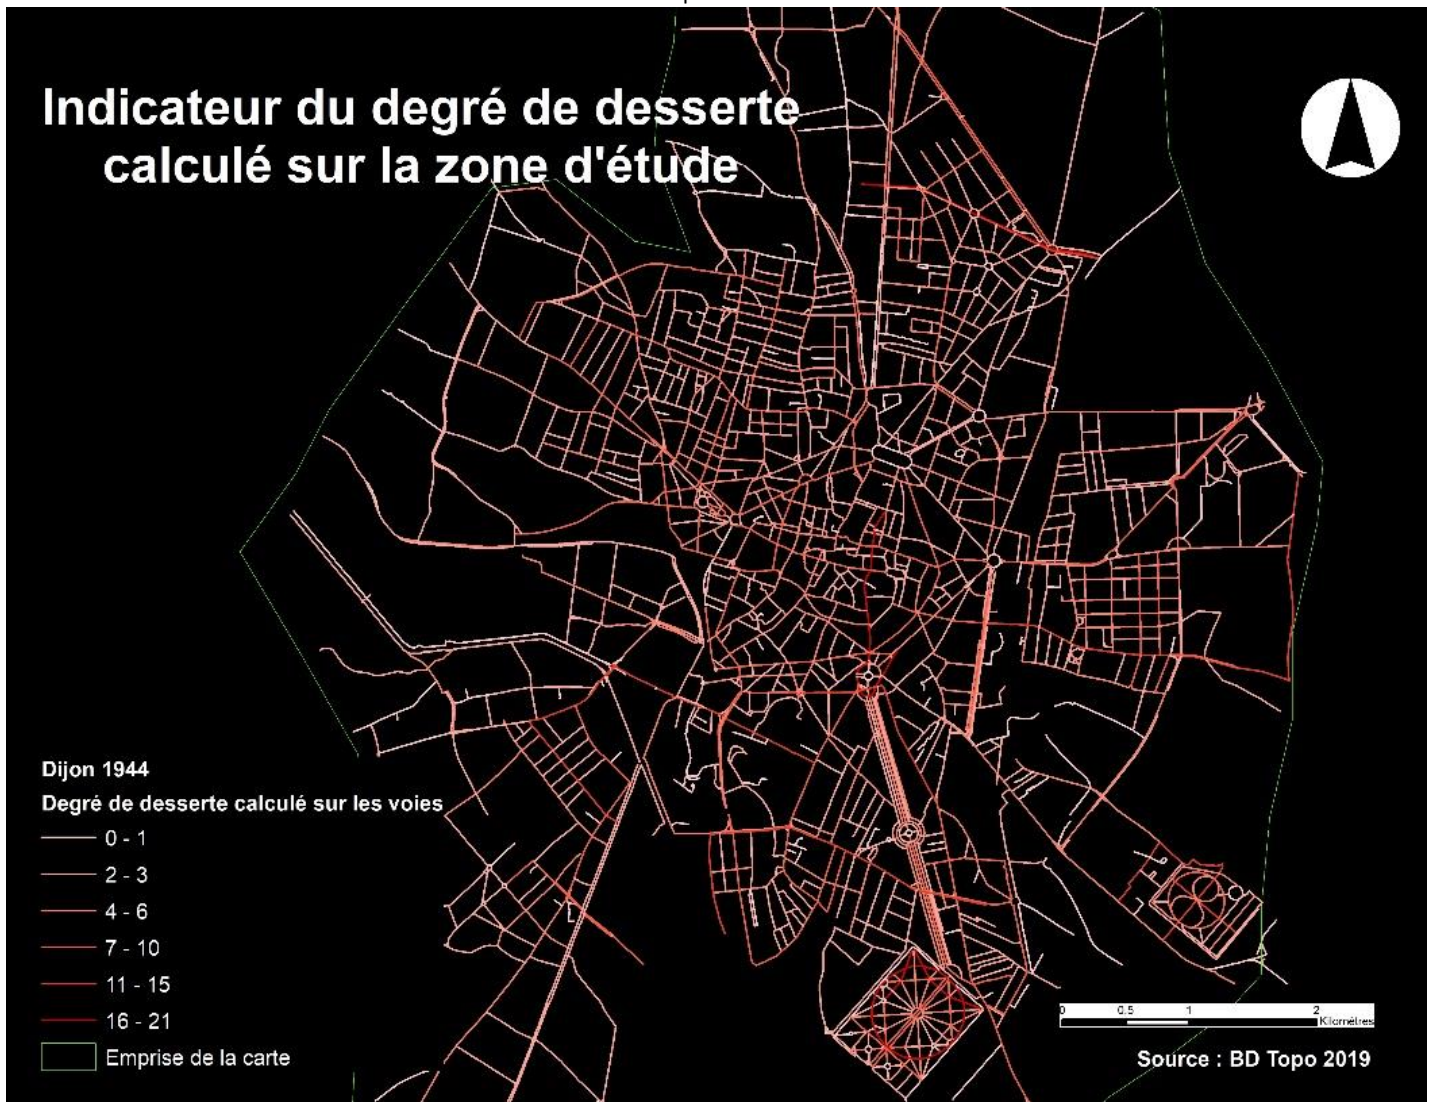 Indicateur du degré de desserte
calculé sur la zone d'étude
Dijon 1944
Degré de desserte calculé sur les voies
0 - 1
2 - 3
4 - 6
7 - 10
11 - 15
16 - 21
Emprise de la carte
0 0.5 1 2
Kilomètres
Source : BD Topo 2019